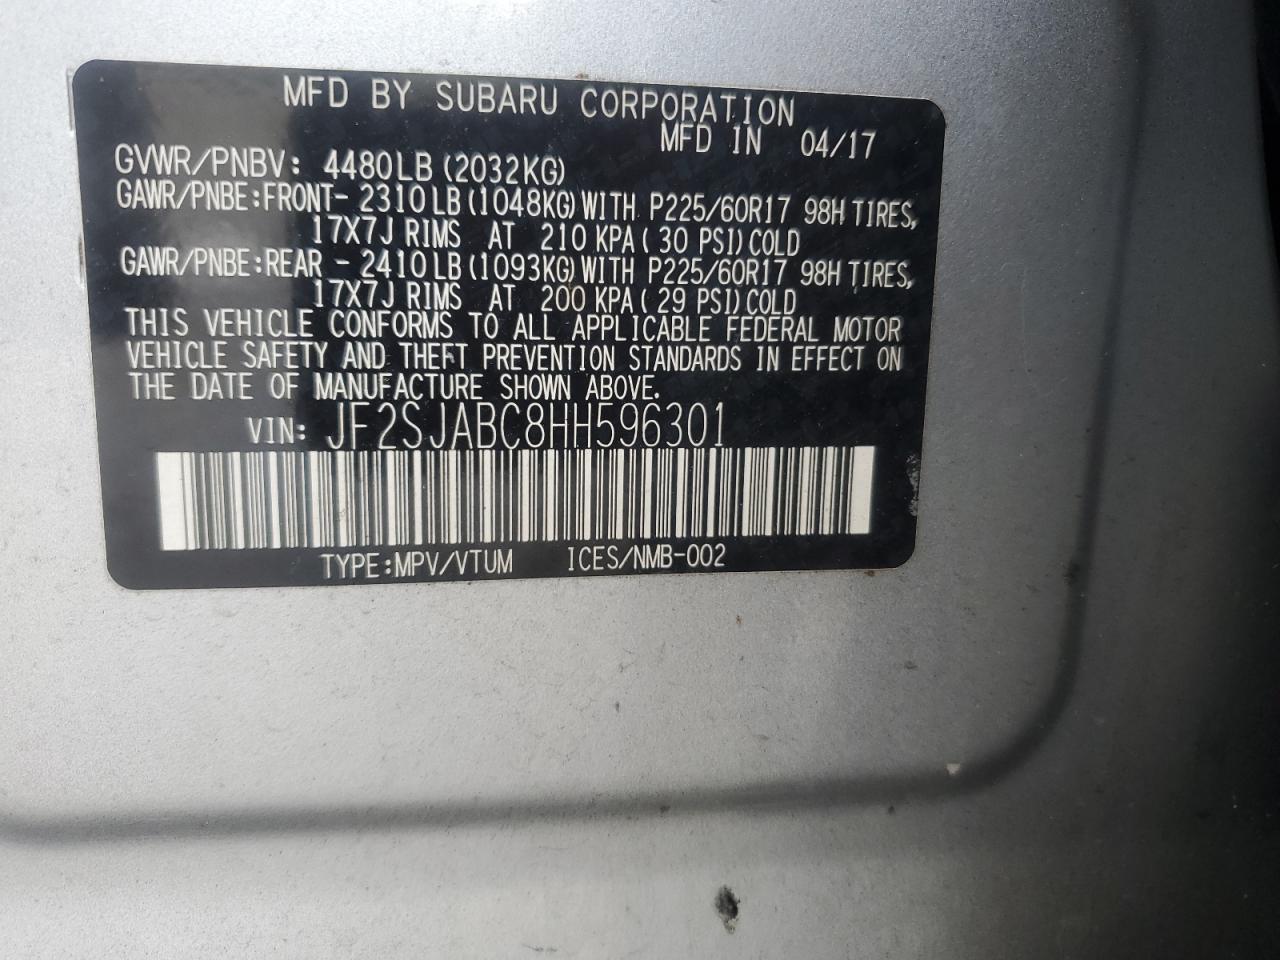 MFD BY SUBARU CORPORATION
MFD IN 04/17
GVWR/PNBV: 4480LB (2032KG)
GAWR/PNBE:FRONT- 2310LB (1048KG) WITH P225/60R17 98H TIRES,
17X7J RIMS AT 210 KPA ( 30 PSI) COLD
GAWR/PNBE:REAR - 2410LB (1093KG) WITH P225/60R17 98H TIRES,
17X7J RIMS AT 200 KPA ( 29 PSI) COLD
THIS VEHICLE CONFORMS TO ALL APPLICABLE FEDERAL MOTOR
VEHICLE SAFETY AND THEFT PREVENTION STANDARDS IN EFFECT ON
THE DATE OF MANUFACTURE SHOWN ABOVE.
VIN: JF2SJABC8HH596301
TYPE:MPV/VTUM ICES/NMB-002